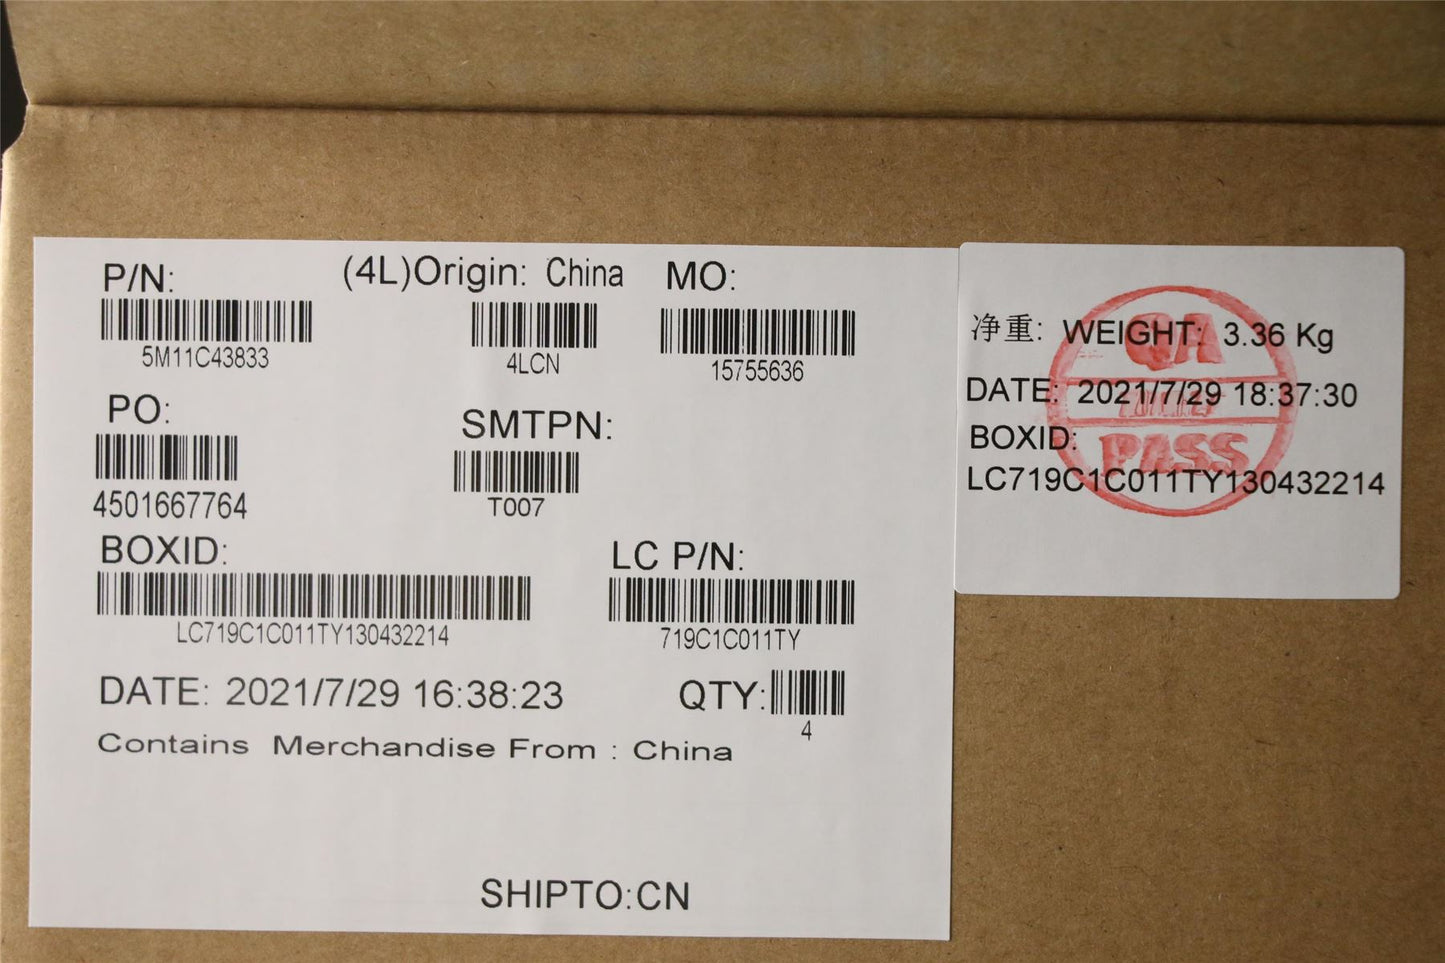 P/N:
5M11C43833
(4L)Origin: China
4LCN
MO:
15755636
PO:
4501667764
SMTPN:
T007
BOXID:
LC719C1C011TY130432214
LC P/N:
719C1C011TY
DATE: 2021/7/29 16:38:23
QTY:
4
Contains Merchandise From : China
SHIPTO:CN
净重: WEIGHT: 3.36 Kg
DATE: 2021/7/29 18:37:30
BOXID:
LC719C1C011TY130432214
QA
PASS